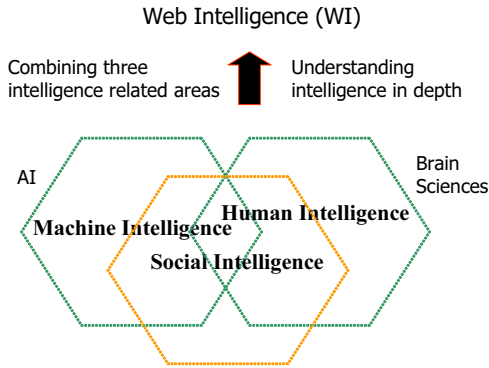 Web Intelligence (WI)
Combining three
intelligence related areas
Understanding
intelligence in depth
AI
Brain
Sciences
Human Intelligence
Machine Intelligence
Social Intelligence